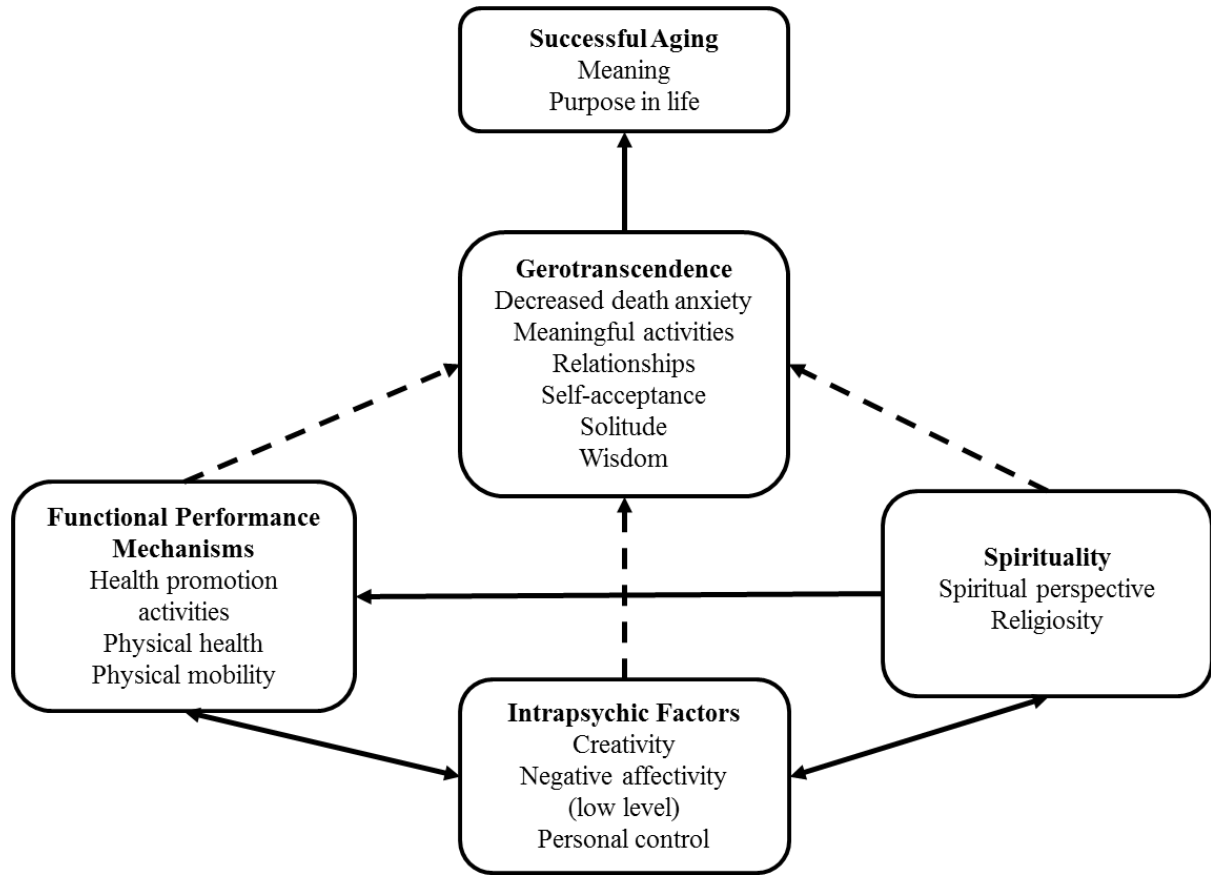 Successful Aging
Meaning
Purpose in life
Gerotranscendence
Decreased death anxiety
Meaningful activities
Relationships
Self-acceptance
Solitude
Wisdom
Functional Performance
Mechanisms
Health promotion
activities
Physical health
Physical mobility
Spirituality
Spiritual perspective
Religiosity
Intrapsychic Factors
Creativity
Negative affectivity
(low level)
Personal control